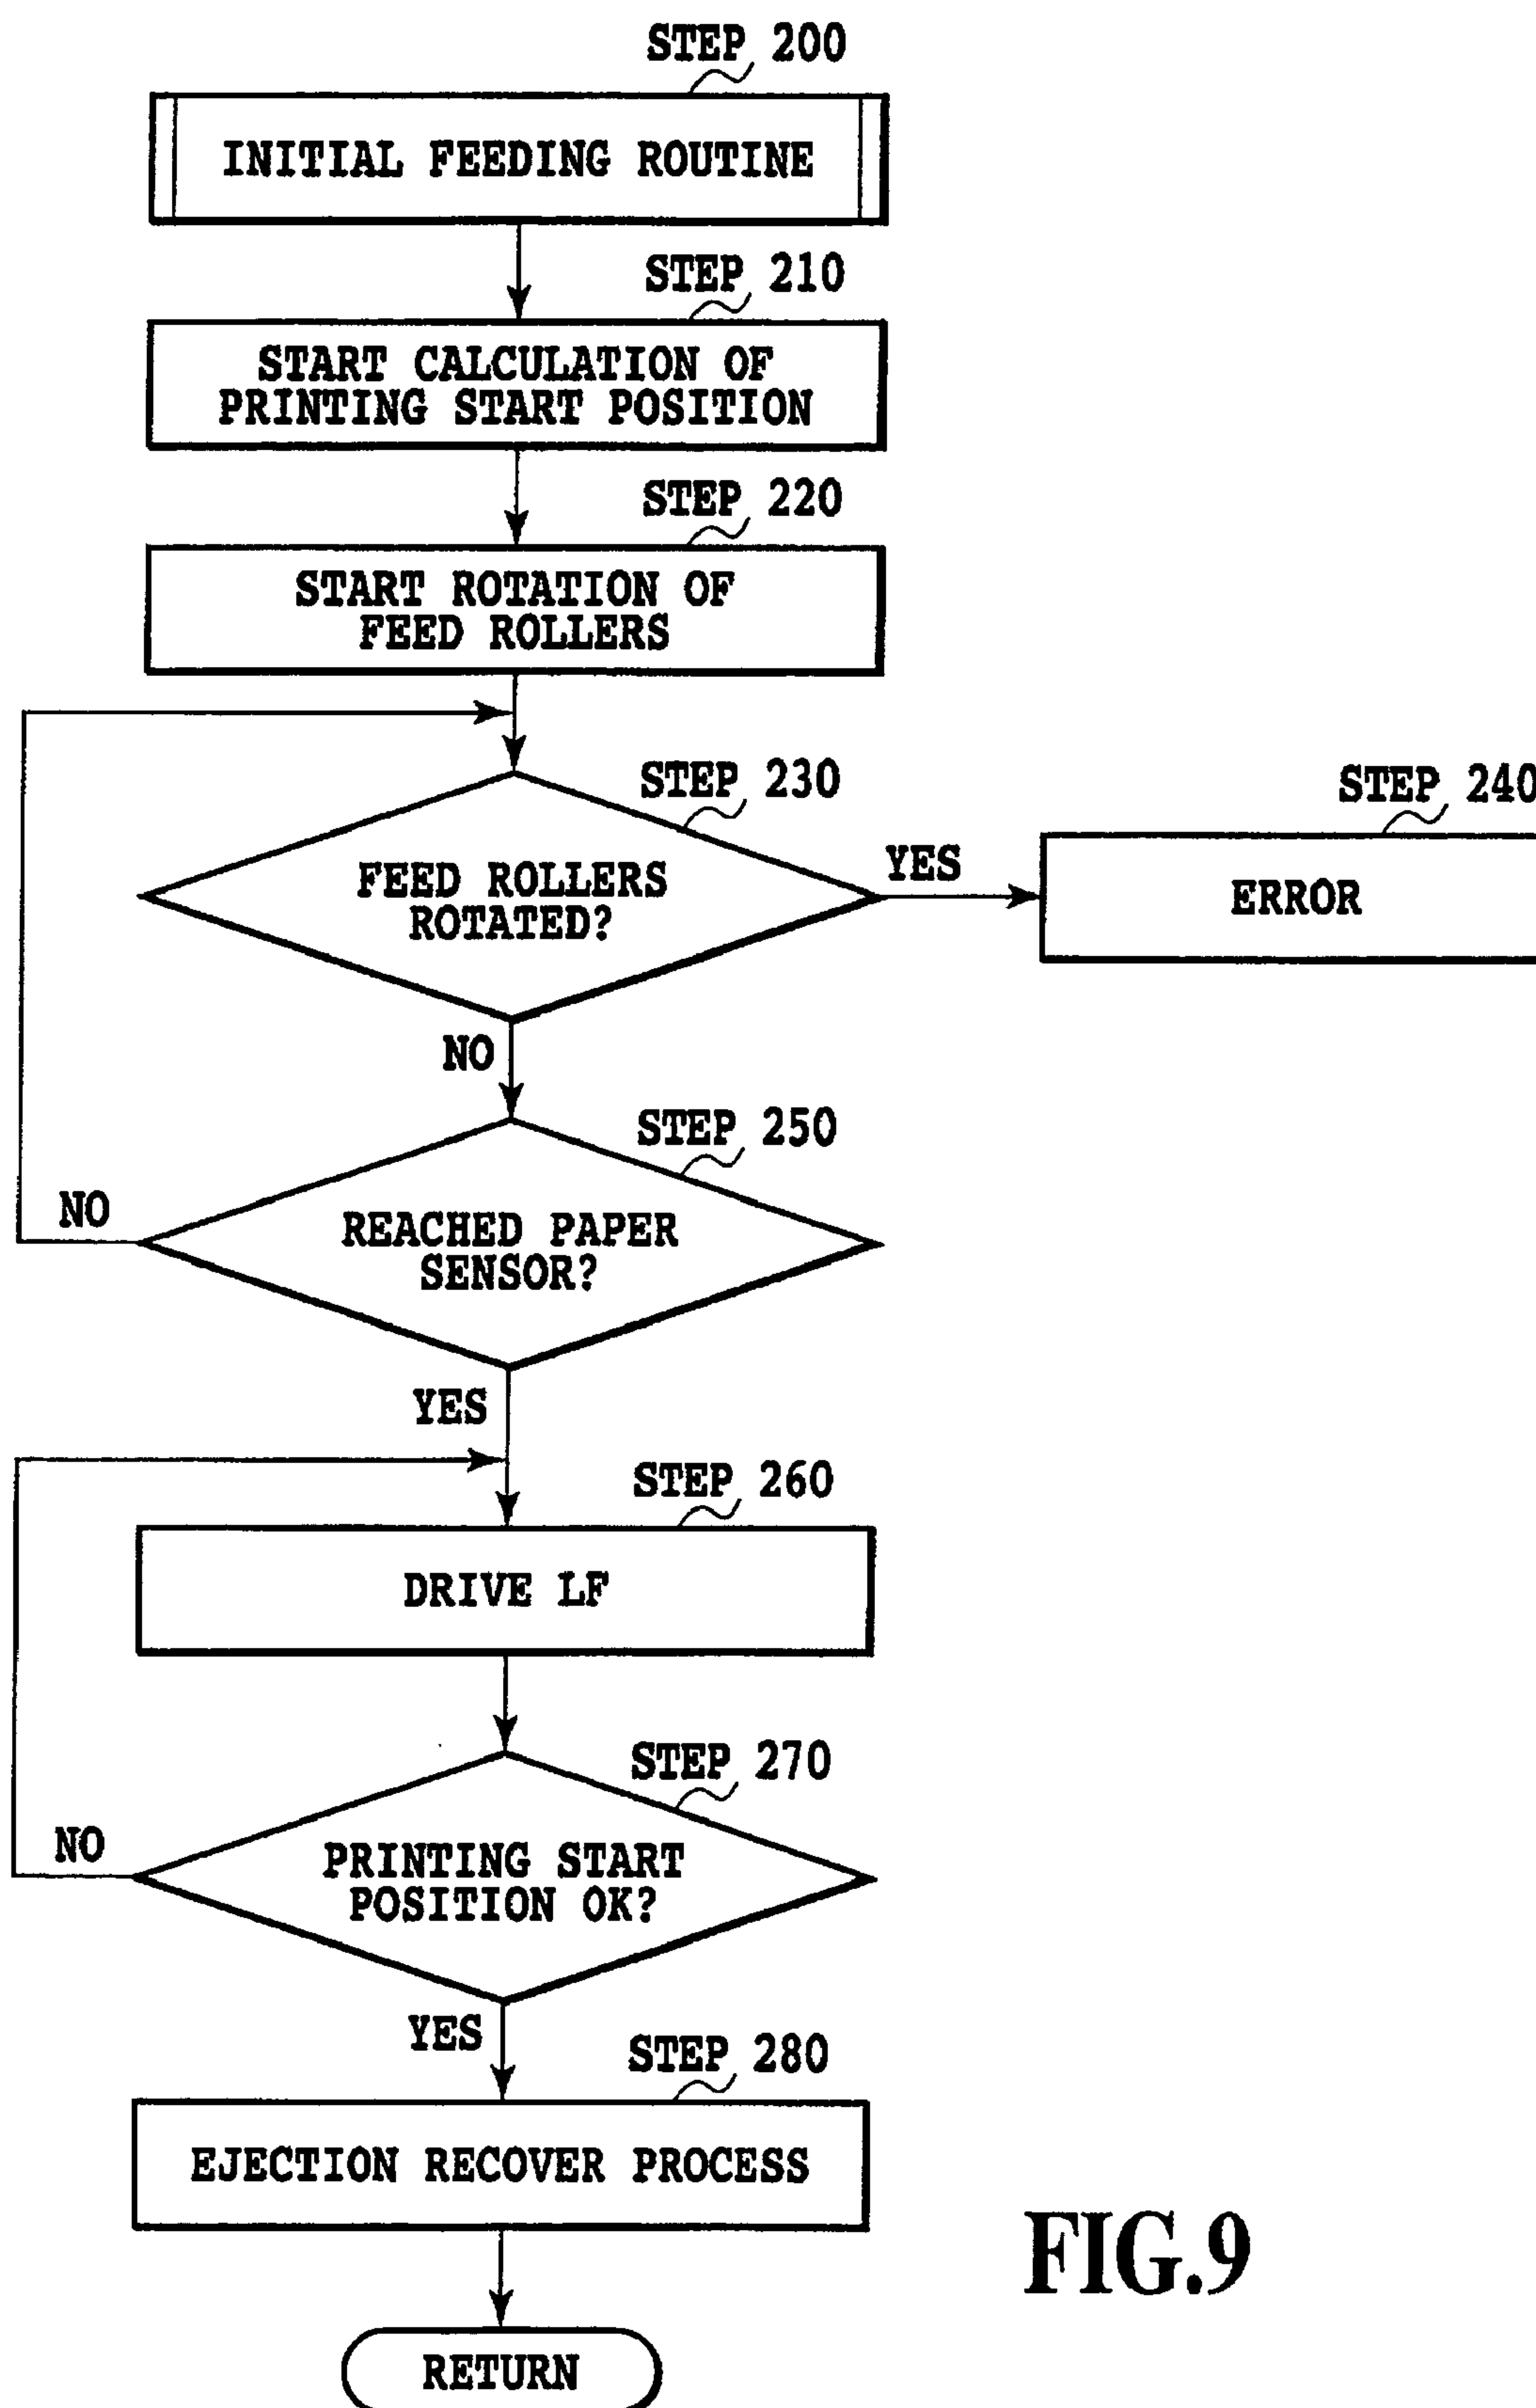 STEP 200
INITIAL FEEDING ROUTINE
STEP 210
START CALCULATION OF
PRINTING START POSITION
STEP 220
START ROTATION OF
FEED ROLLERS
STEP 230
FEED ROLLERS
ROTATED?
YES
STEP 240
ERROR
NO
STEP 250
REACHED PAPER
SENSOR?
NO
YES
STEP 260
DRIVE LF
STEP 270
PRINTING START
POSITION OK?
NO
YES
STEP 280
EJECTION RECOVER PROCESS
RETURN
FIG.9